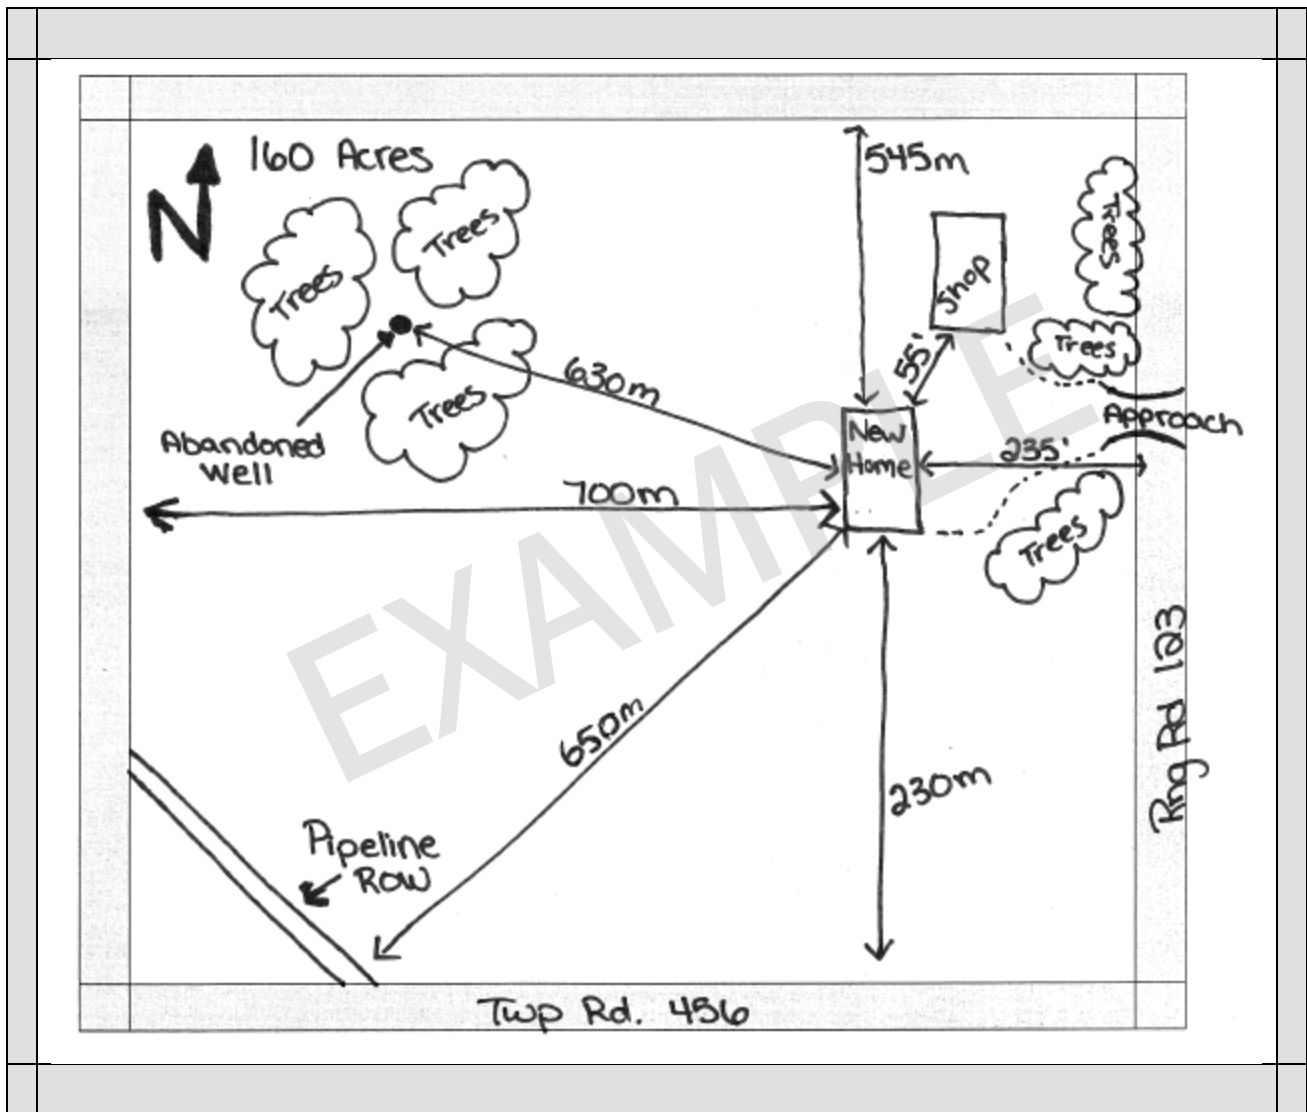 160 Acres
N
545m
Trees
Trees
Trees
Shop
Trees
Trees
55'
630m
Trees
Approach
Abandoned
Well
New
Home
235'
700m
Trees
EXAMPLE
Rng Rd 123
650m
230m
Pipeline
ROW
Twp Rd. 456